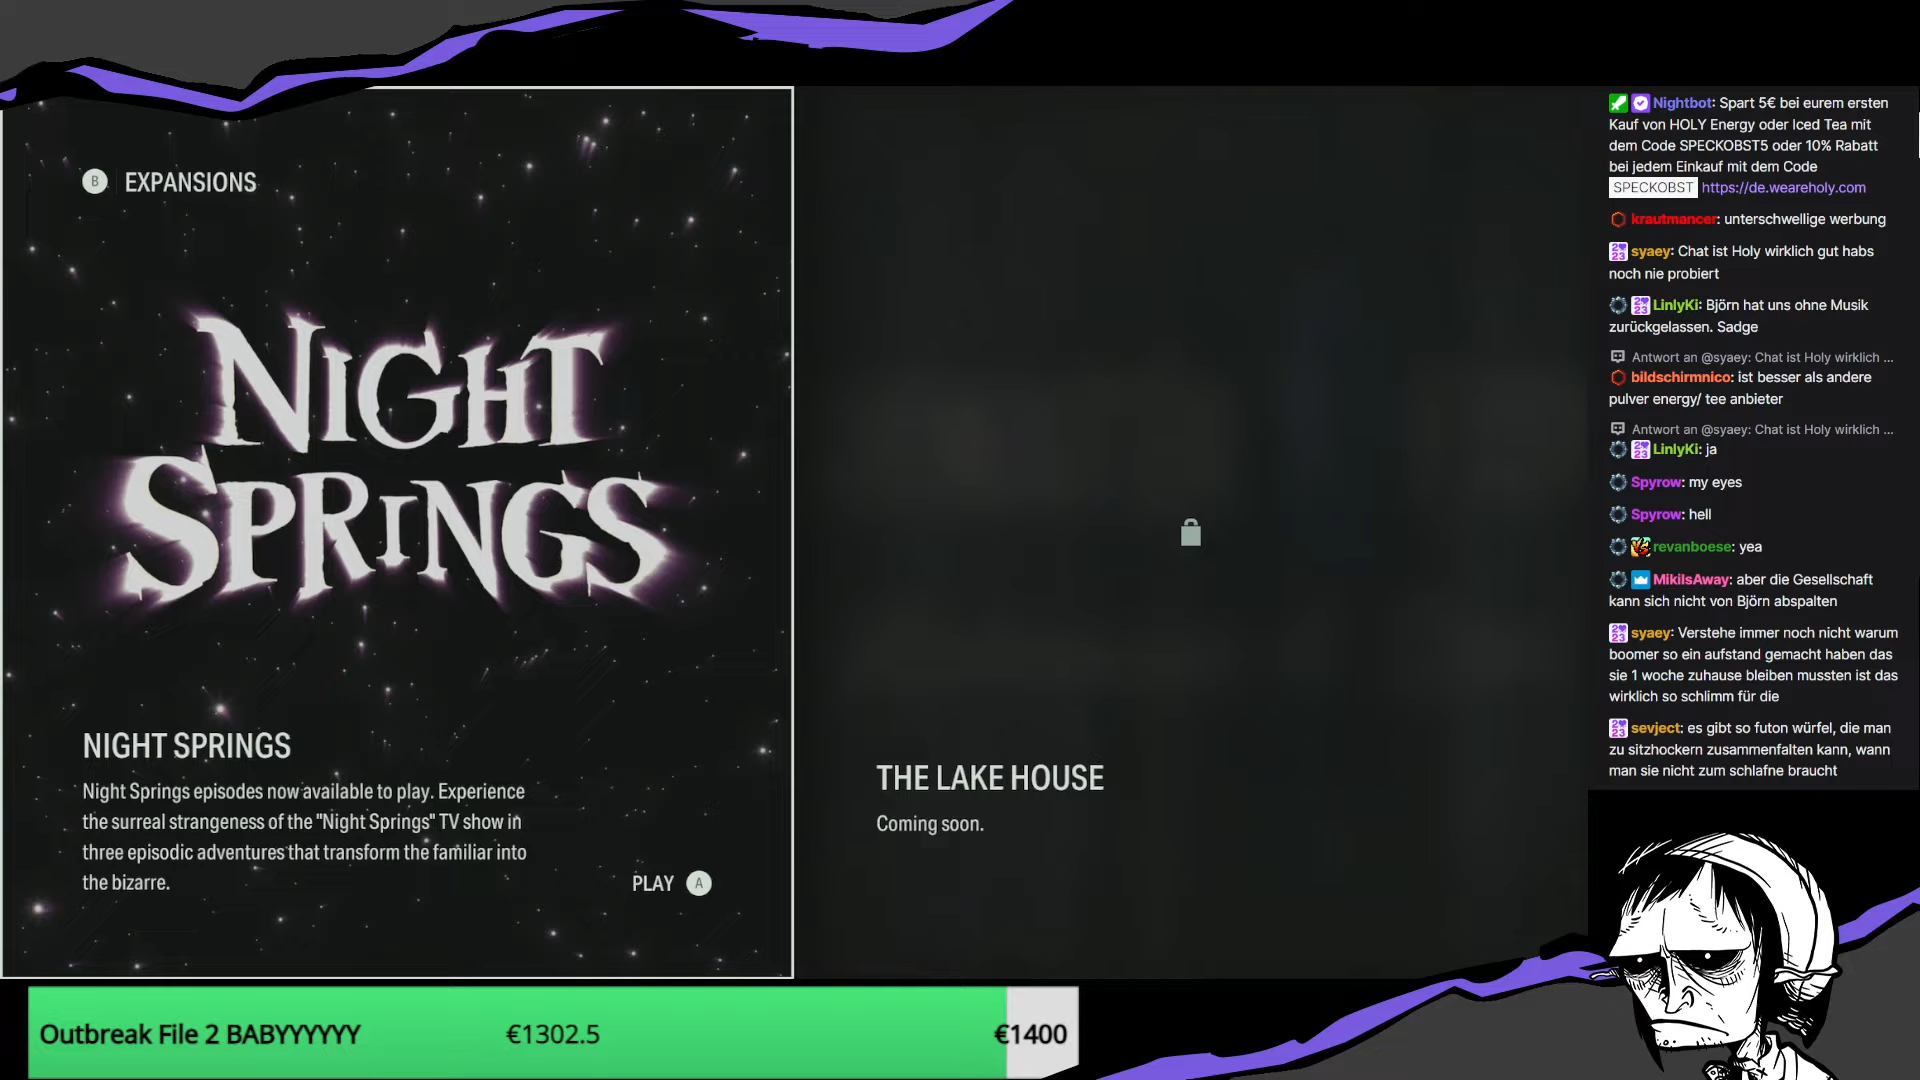 B EXPANSIONS
NIGHT
SPRINGS
NIGHT SPRINGS
Night Springs episodes now available to play. Experience
the surreal strangeness of the "Night Springs" TV show in
three episodic adventures that transform the familiar into
the bizarre.
PLAY A
THE LAKE HOUSE
Coming soon.
Nightbot: Spart 5€ bei eurem ersten
Kauf von HOLY Energy oder Iced Tea mit
dem Code SPECKOBST5 oder 10% Rabatt
bei jedem Einkauf mit dem Code
SPECKOBST https://de.weareholy.com
krautmancer: unterschwellige werbung
syaey: Chat ist Holy wirklich gut habs
noch nie probiert
LinlyKi: Björn hat uns ohne Musik
zurückgelassen. Sadge
Antwort an @syaey: Chat ist Holy wirklich ...
bildschirmnico: ist besser als andere
pulver energy/ tee anbieter
Antwort an @syaey: Chat ist Holy wirklich ...
LinlyKi: ja
Spyrow: my eyes
Spyrow: hell
revanboese: yea
MikiIsAway: aber die Gesellschaft
kann sich nicht von Björn abspalten
syaey: Verstehe immer noch nicht warum
boomer so ein aufstand gemacht haben das
sie 1 woche zuhause bleiben mussten ist das
wirklich so schlimm für die
sevject: es gibt so futon würfel, die man
zu sitzhockern zusammenfalten kann, wann
man sie nicht zum schlafne braucht
Outbreak File 2 BABYYYYYY €1302.5 €1400